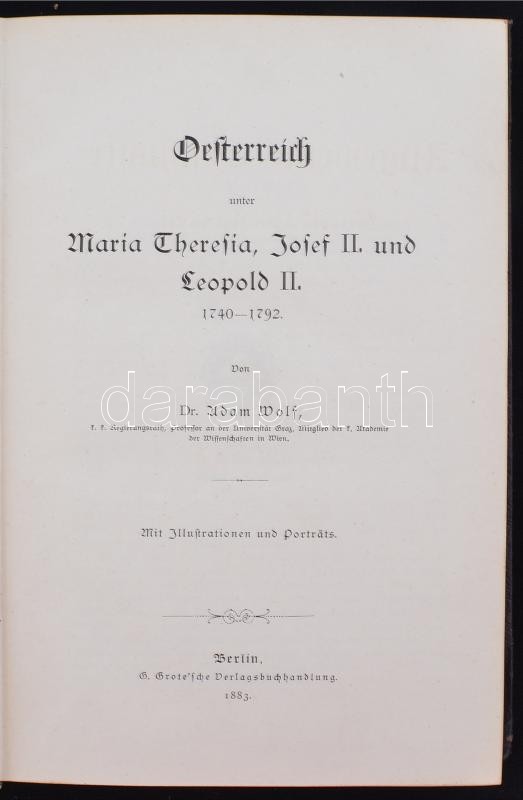 Oesterreich
unter
Maria Theresia, Josef II. und
Leopold II.
1740—1792.
Von
Dr. Adam Wolf,
k. k. Regierungsrath, Professor an der Universität Graz, Mitglied der k. Akademie
der Wissenschaften in Wien.
Mit Illustrationen und Porträts.
Berlin,
G. Grote'sche Verlagsbuchhandlung.
1883.
darabanth